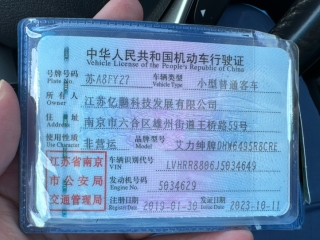 中华人民共和国机动车行驶证
Vehicle License of the People's Republic of China
号牌号码 Plate No. 苏A8FY27 车辆类型 Vehicle Type 小型普通客车
所有人 Owner 江苏亿鹏科技发展有限公司
住址 Address 南京市六合区雄州街道王桥路59号
使用性质 Use Character 非营运 品牌型号 Model 艾力绅牌DHW6495R8CRE
江苏省南京 车辆识别代号 VIN LVHRR8806J5034649
市公安局 发动机号码 Engine No. 5034629
交通管理局 注册日期 Register Date 2019-01-30 发证日期 Issue Date 2023-10-11